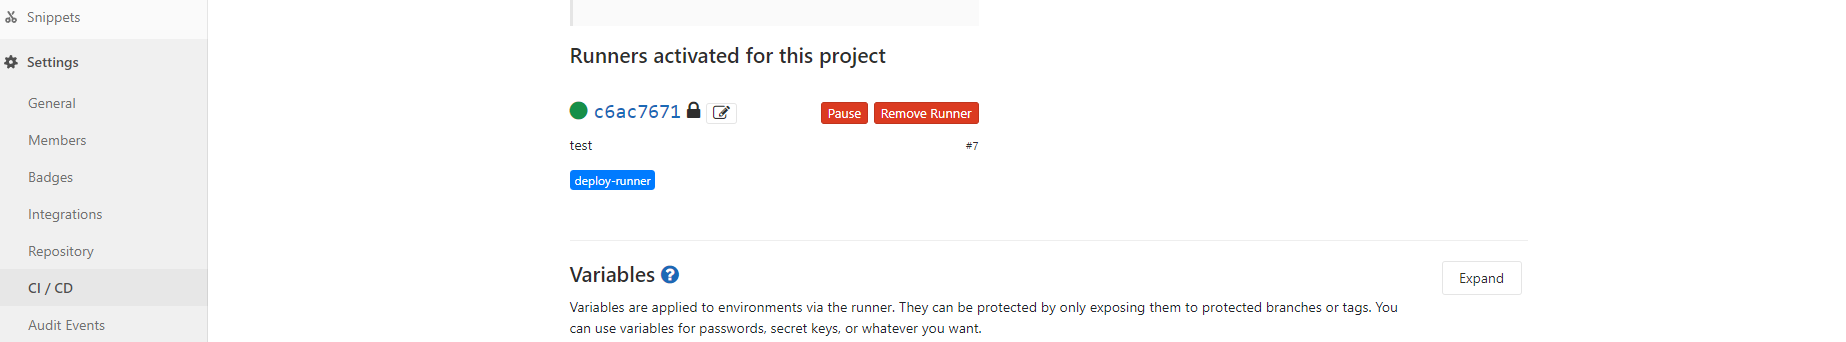 Snippets
Settings
General
Members
Badges
Integrations
Repository
CI / CD
Audit Events
Runners activated for this project
c6ac7671
Pause Remove Runner
test #7
deploy-runner
Variables ?
Expand
Variables are applied to environments via the runner. They can be protected by only exposing them to protected branches or tags. You
can use variables for passwords, secret keys, or whatever you want.